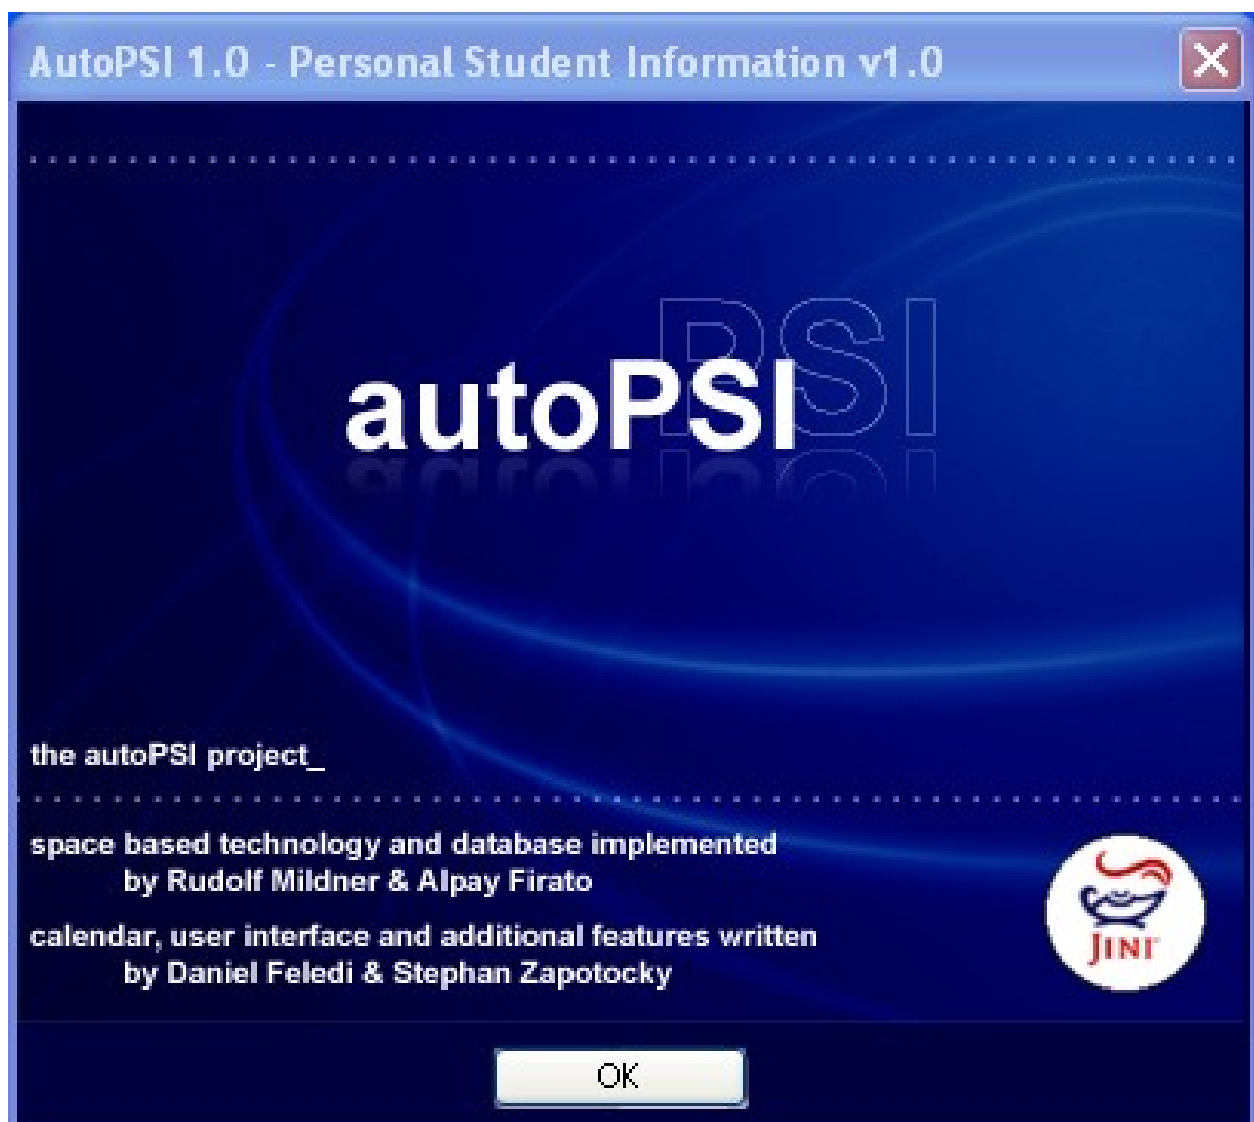 AutoPSI 1.0 - Personal Student Information v1.0
PSI
autoPSI
the autoPSI project_
space based technology and database implemented
by Rudolf Mildner & Alpay Firato
calendar, user interface and additional features written
by Daniel Feledi & Stephan Zapotocky
JINI
OK